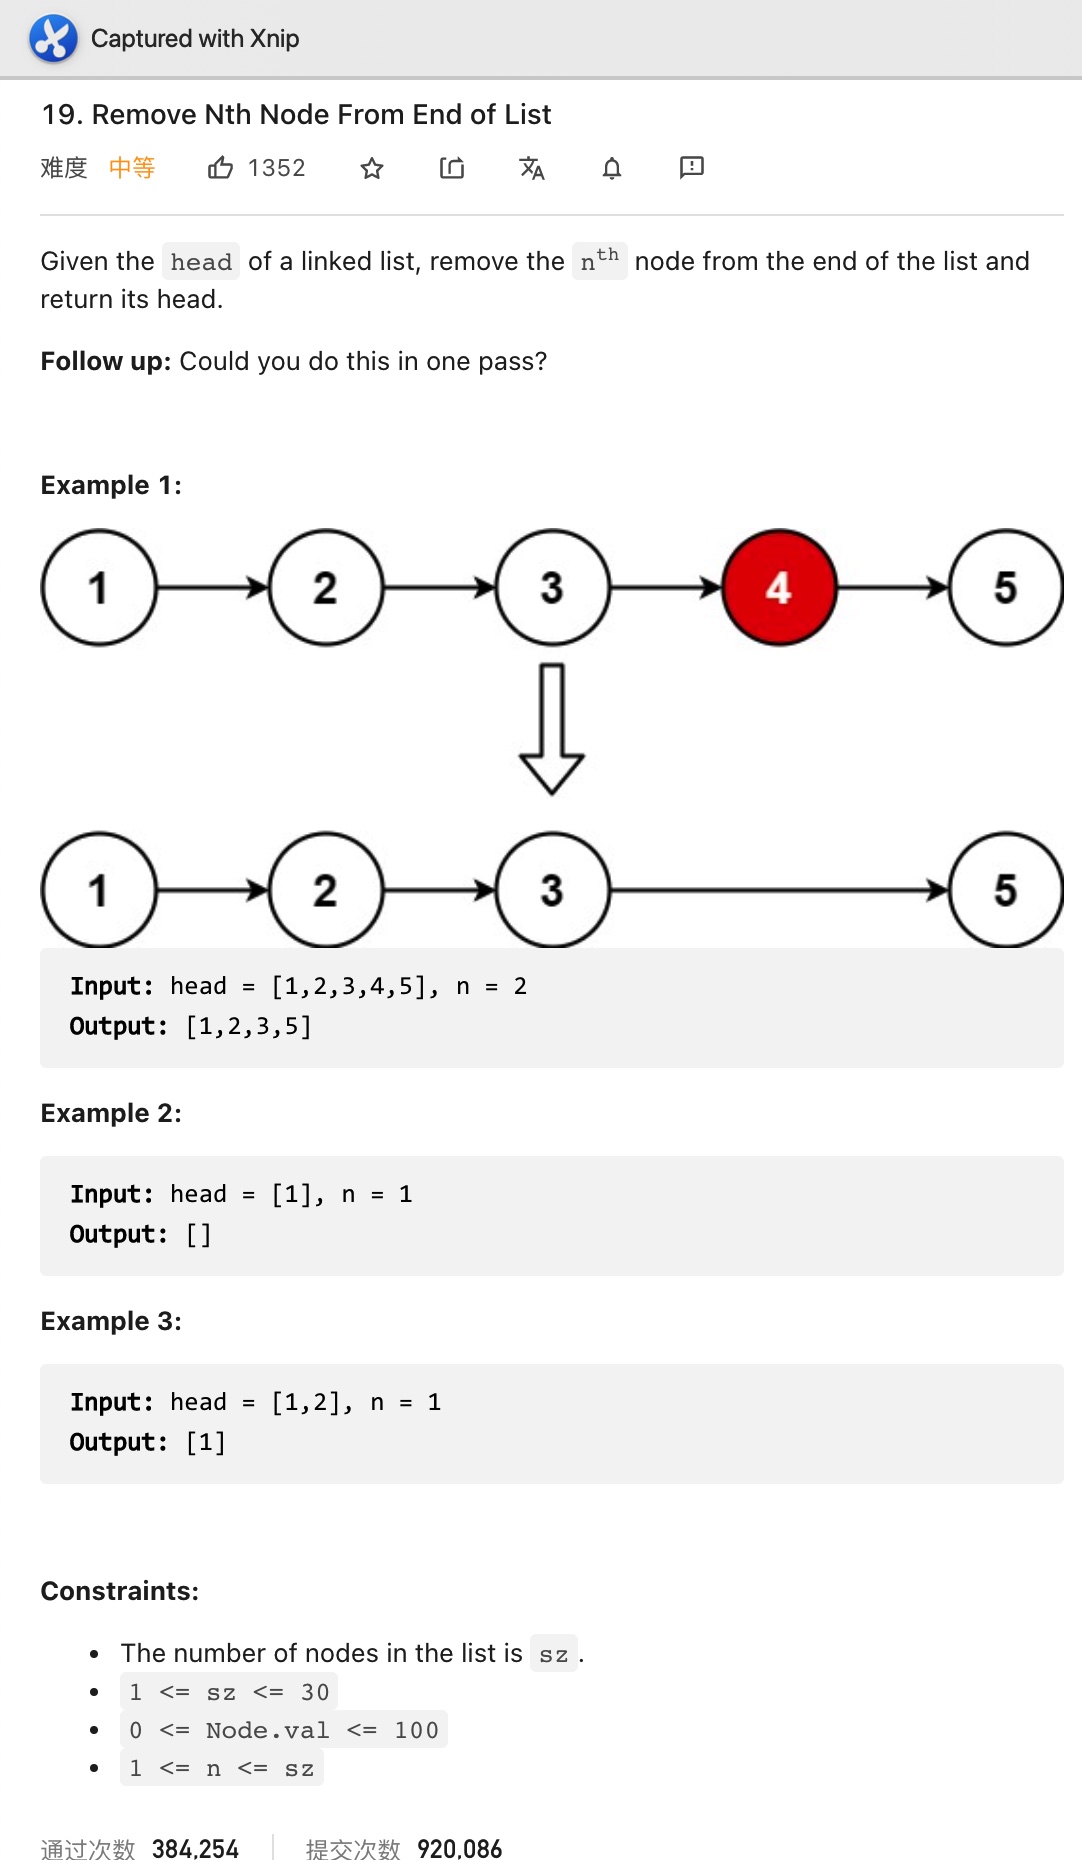 Captured with Xnip
19. Remove Nth Node From End of List
难度 中等 1352
Given the head of a linked list, remove the nth node from the end of the list and
return its head.
Follow up: Could you do this in one pass?
Example 1:
1 2 3 4 5
1 2 3 5
Input: head = [1,2,3,4,5], n = 2
Output: [1,2,3,5]
Example 2:
Input: head = [1], n = 1
Output: []
Example 3:
Input: head = [1,2], n = 1
Output: [1]
Constraints:
• The number of nodes in the list is sz.
• 1 <= sz <= 30
• 0 <= Node.val <= 100
• 1 <= n <= sz
通过次数 384,254 提交次数 920,086